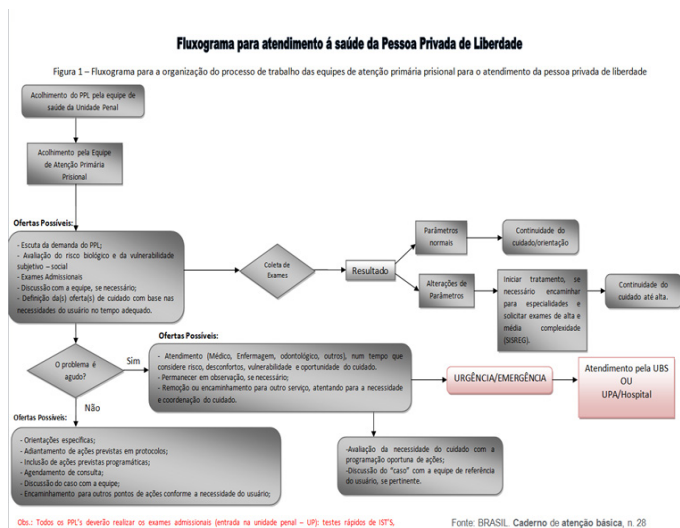 Fluxograma para atendimento á saúde da Pessoa Privada de Liberdade
Figura 1 – Fluxograma para a organização do processo de trabalho das equipes de atenção primária prisional para o atendimento da pessoa privada de liberdade
Acolhimento do PPL pela equipe de
saúde da Unidade Penal
Acolhimento pela Equipe
de Atenção Primária
Prisional
Ofertas Possíveis:
- Escuta da demanda do PPL;
- Avaliação do risco biológico e da vulnerabilidade
subjetivo – social
- Exames Admissionais
- Discussão com a equipe, se necessário;
- Definição da(s) oferta(s) de cuidado com base nas
necessidades do usuário no tempo adequado.
Coleta de
Exames
Resultado
Parâmetros
normais
Continuidade do
cuidado/orientação
Alterações de
Parâmetros
Iniciar tratamento, se
necessário encaminhar
para especialidades e
solicitar exames de alta e
média complexidade
(SISREG).
Continuidade do
cuidado até alta.
O problema é
agudo?
Sim
Não
Ofertas Possíveis:
- Atendimento (Médico, Enfermagem, odontológico, outros), num tempo que
considere risco, desconfortos, vulnerabilidade e oportunidade do cuidado.
- Permanecer em observação, se necessário;
- Remoção ou encaminhamento para outro serviço, atentando para a necessidade
e coordenação do cuidado.
URGÊNCIA/EMERGÊNCIA
Atendimento pela UBS
OU
UPA/Hospital
Ofertas Possíveis:
- Orientações específicas;
- Adiantamento de ações previstas em protocolos;
- Inclusão de ações previstas programáticas;
- Agendamento de consulta;
- Discussão do caso com a equipe;
- Encaminhamento para outros pontos de ações conforme a necessidade do usuário;
-Avaliação da necessidade do cuidado com a
programação oportuna de ações;
-Discussão do "caso" com a equipe de referência
do usuário, se pertinente.
Obs.: Todos os PPL's deverão realizar os exames admissionais (entrada na unidade penal – UP): testes rápidos de IST'S,
Fonte: BRASIL. Caderno de atenção básica, n. 28